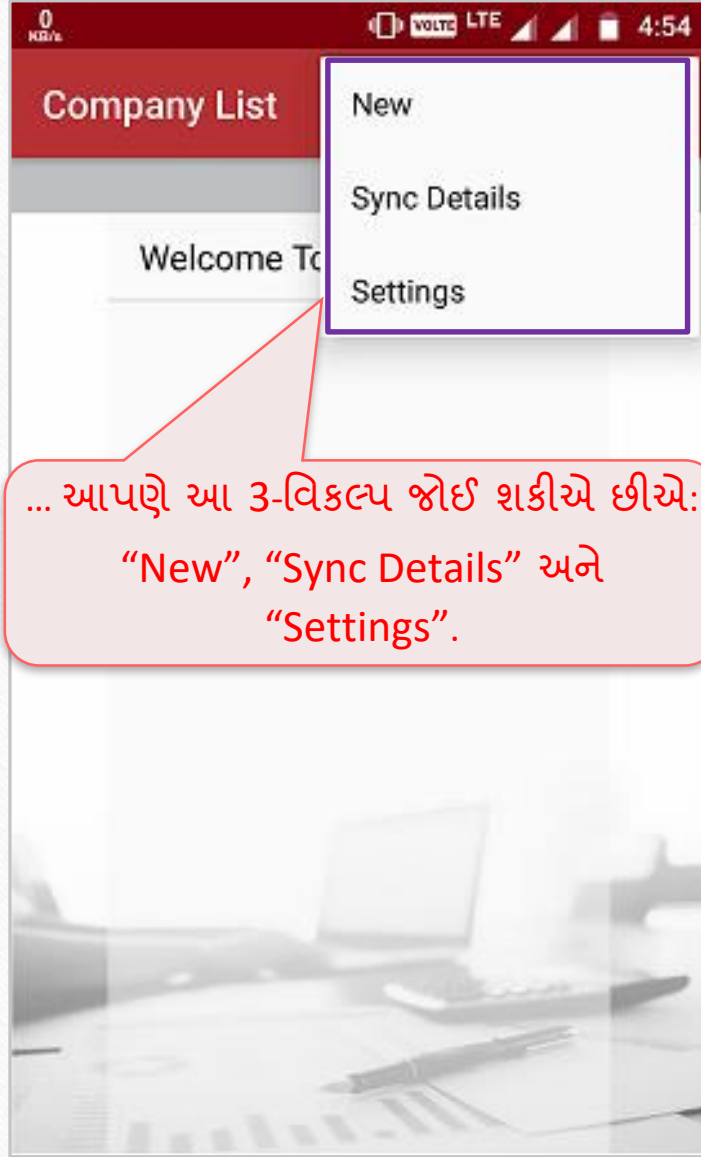 0
KB/s
VOLTE LTE 4:54
Company List
New
Sync Details
Welcome To
Settings
... આપણે આ 3-વિકલ્પ જોઈ શકીએ છીએ:
“New”, “Sync Details” અને
“Settings”.